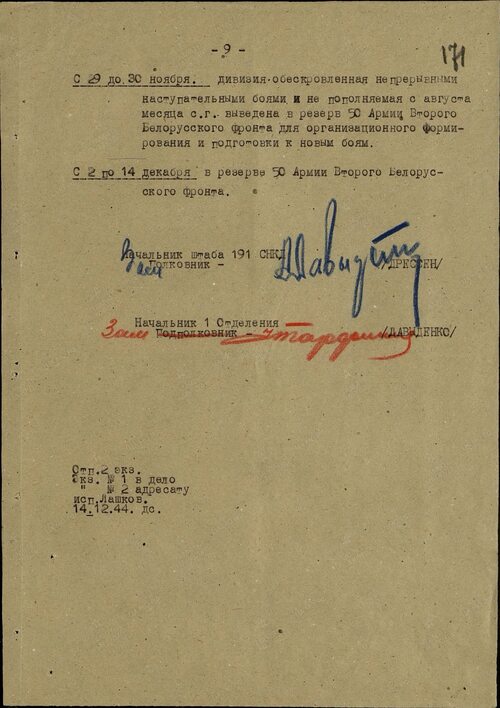 - 9 -
171
С 29 до 30 ноября. дивизия обескровленная непрерывными
наступательными боями и не пополняемая с августа
месяца с.г. выведена в резерв 50 Армии Второго
Белорусского фронта для организационного форми-
рования и подготовки к новым боям.
С 2 по 14 декабря в резерве 50 Армии Второго Белорус-
ского фронта.
Начальник штаба 191 СНКД
Зам Полковник - /ДРЕССЕН/
Начальник 1 Отделения
Зам Подполковник - /ДАВИДЕНКО/
Отп.2 экз.
Экз. № 1 в дело
" № 2 адресату
исп.Лашков.
14.12.44. дс.